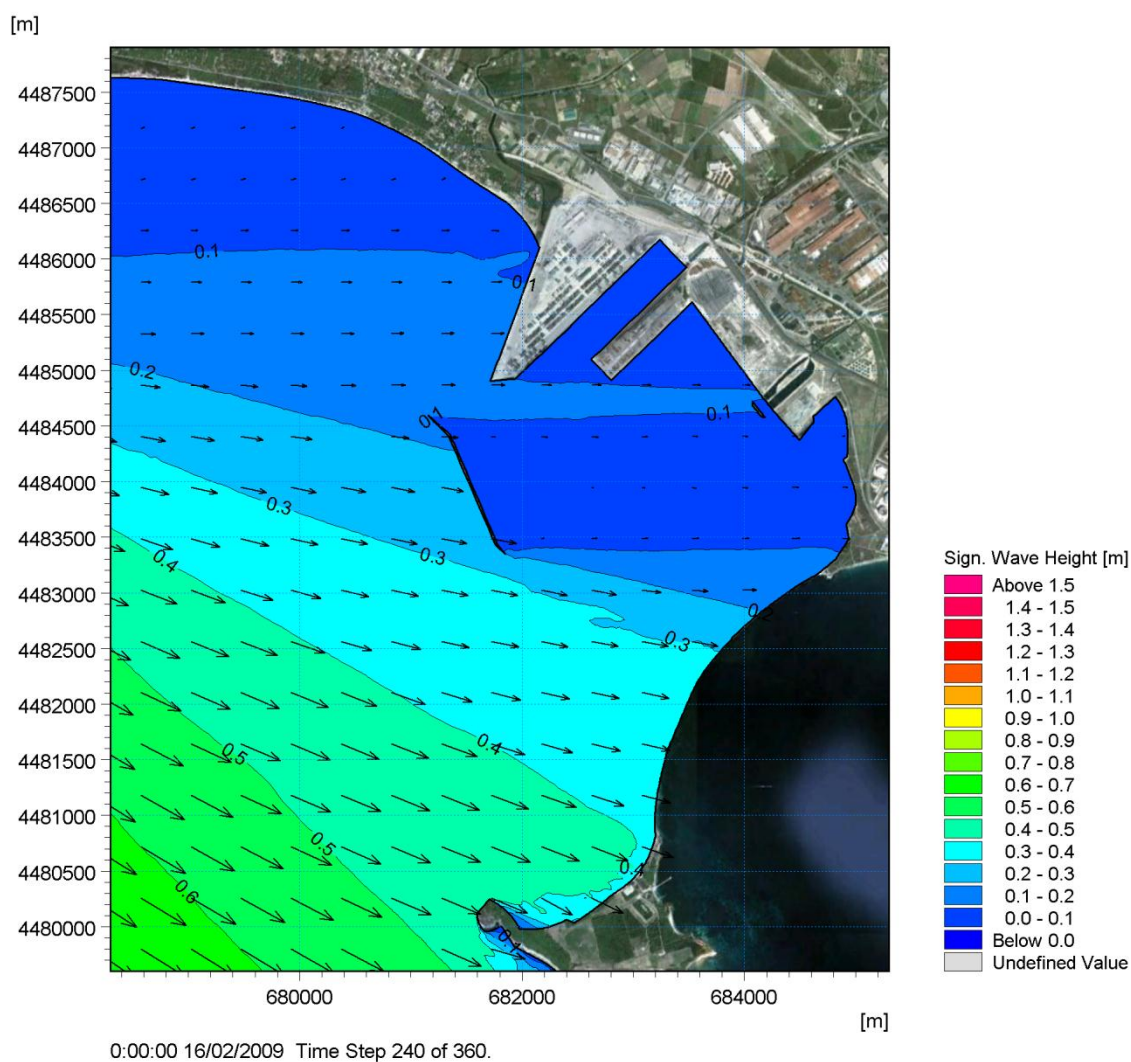 [m]
4487500
4487000
4486500
4486000
4485500
4485000
4484500
4484000
4483500
4483000
4482500
4482000
4481500
4481000
4480500
4480000
0.1
0.1
0.2
0.1
0.1
0.3
0.3
0.4
0.2
0.3
0.4
0.5
0.5
0.4
0.6
0.1
680000 682000 684000
[m]
Sign. Wave Height [m]
Above 1.5
1.4 - 1.5
1.3 - 1.4
1.2 - 1.3
1.1 - 1.2
1.0 - 1.1
0.9 - 1.0
0.8 - 0.9
0.7 - 0.8
0.6 - 0.7
0.5 - 0.6
0.4 - 0.5
0.3 - 0.4
0.2 - 0.3
0.1 - 0.2
0.0 - 0.1
Below 0.0
Undefined Value
0:00:00 16/02/2009 Time Step 240 of 360.